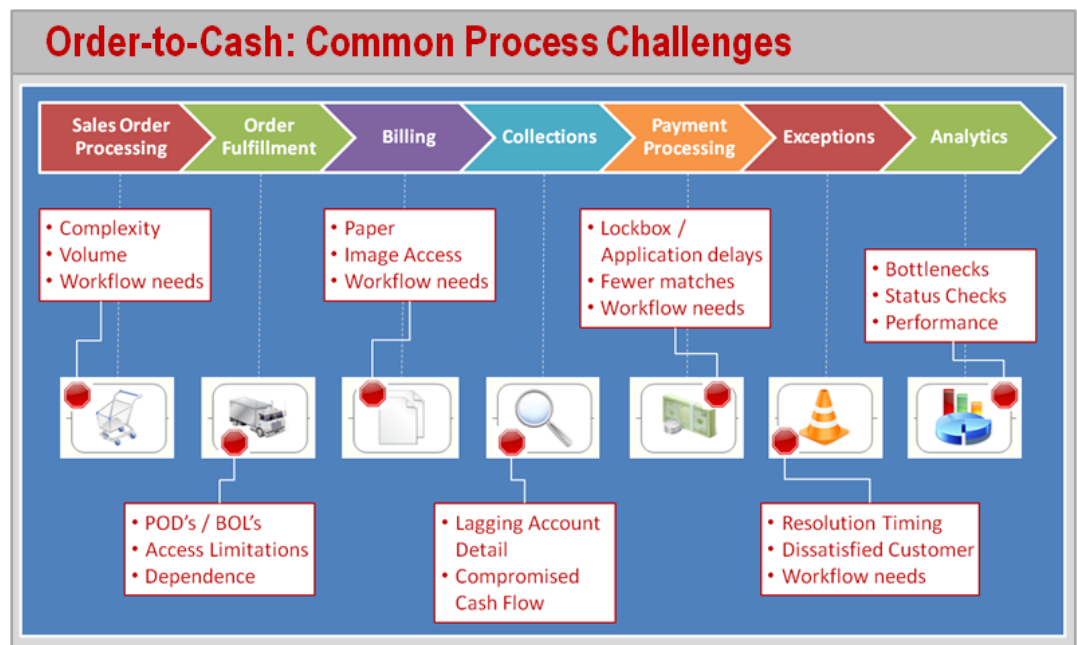 Order-to-Cash: Common Process Challenges
Sales Order
Processing
Order
Fulfillment
Billing
Collections
Payment
Processing
Exceptions
Analytics
• Complexity
• Volume
• Workflow needs
• Paper
• Image Access
• Workflow needs
• Lockbox /
Application delays
• Fewer matches
• Workflow needs
• Bottlenecks
• Status Checks
• Performance
• POD's / BOL's
• Access Limitations
• Dependence
• Lagging Account
Detail
• Compromised
Cash Flow
• Resolution Timing
• Dissatisfied Customer
• Workflow needs